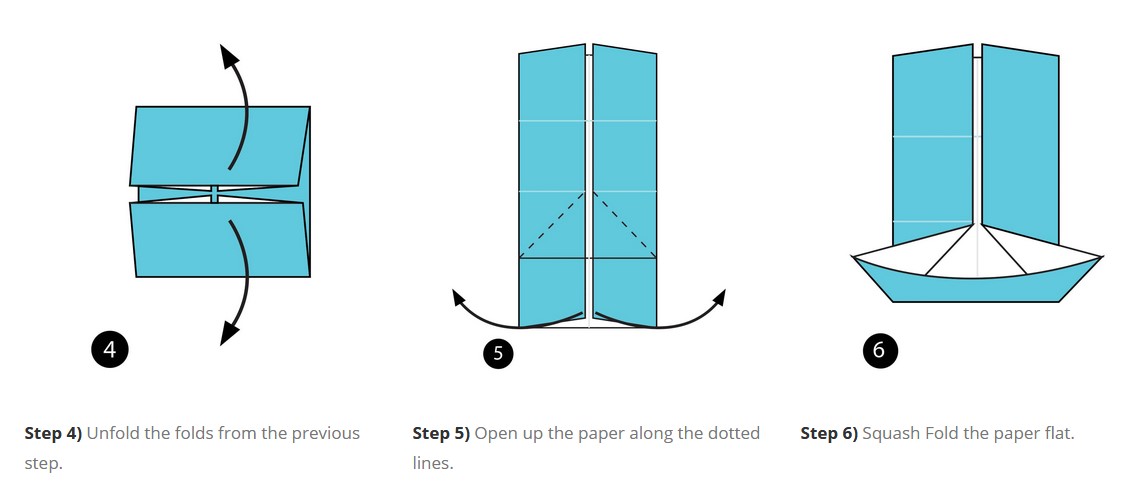 4
5
6
Step 4) Unfold the folds from the previous
step.
Step 5) Open up the paper along the dotted
lines.
Step 6) Squash Fold the paper flat.